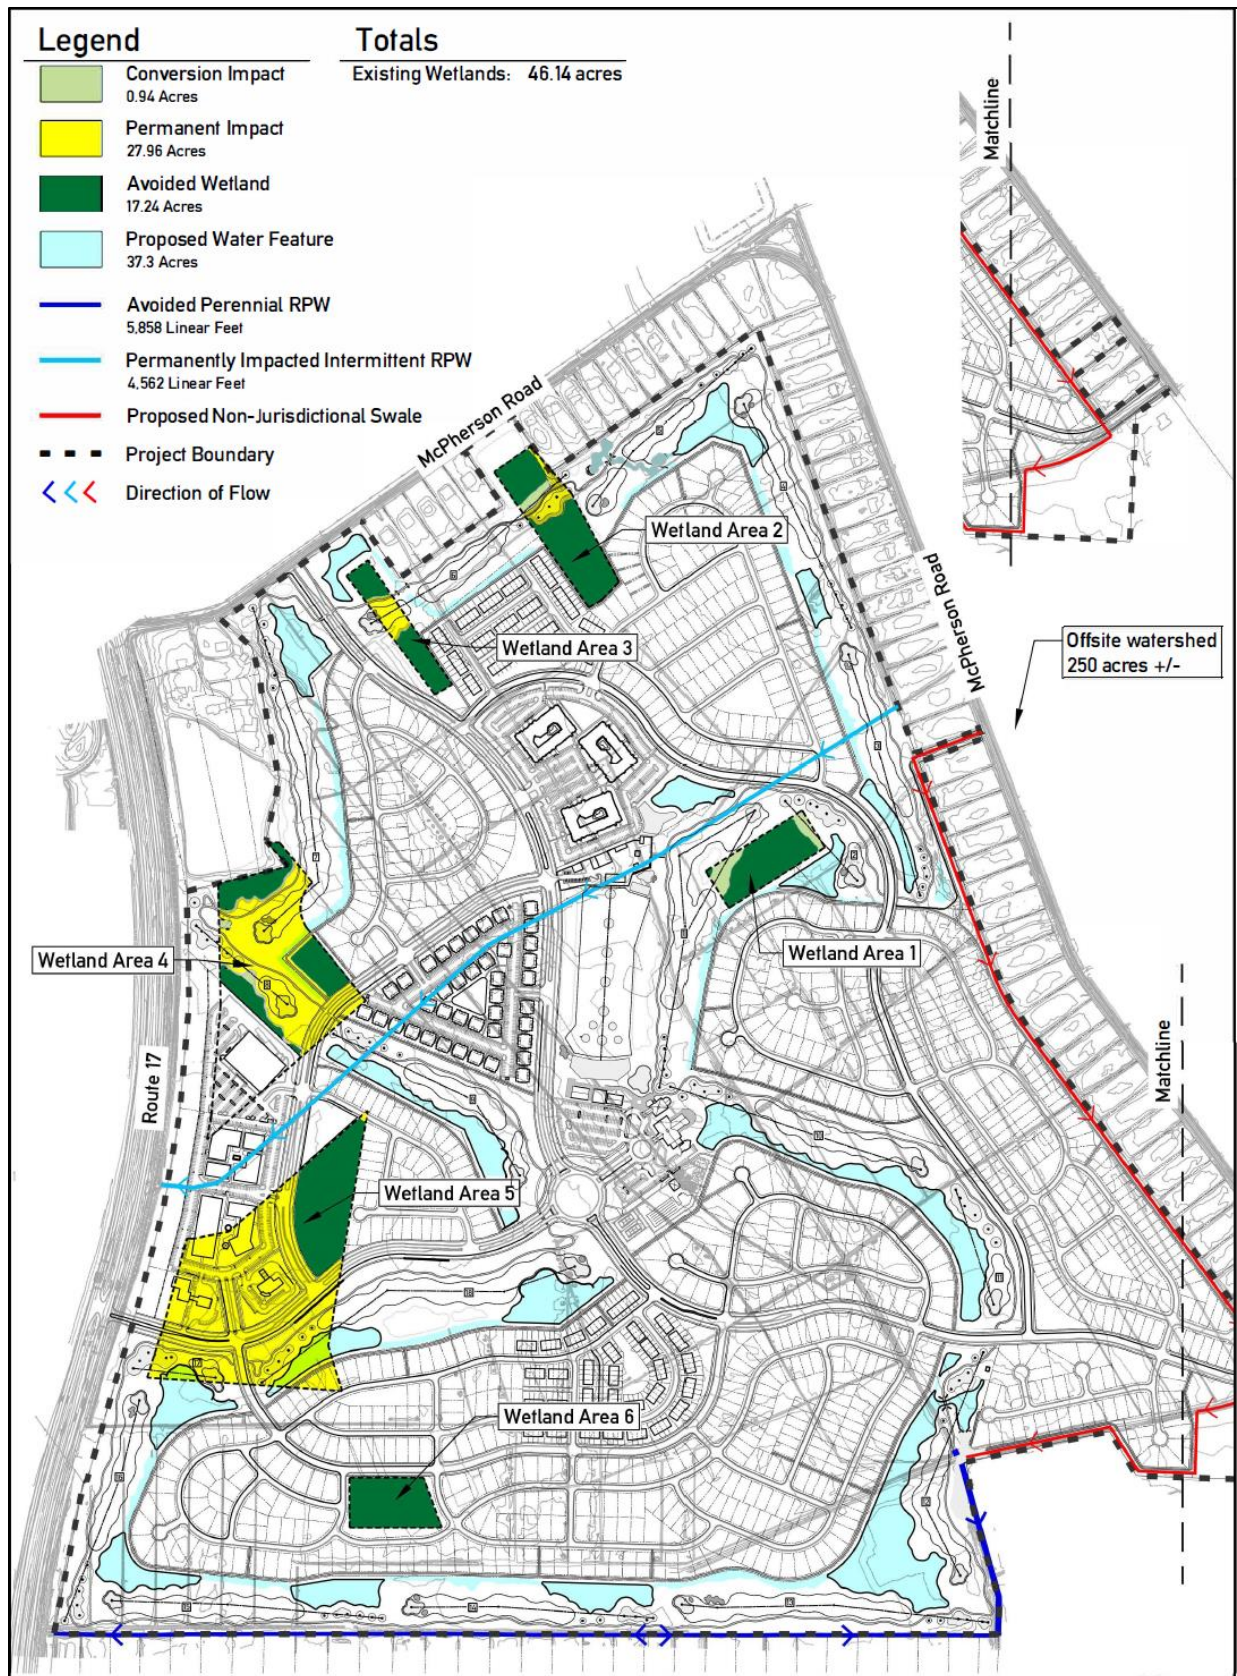 Legend
Totals
Conversion Impact
0.94 Acres
Existing Wetlands: 46.14 acres
Permanent Impact
27.96 Acres
Avoided Wetland
17.24 Acres
Proposed Water Feature
37.3 Acres
Avoided Perennial RPW
5,858 Linear Feet
Permanently Impacted Intermittent RPW
4,562 Linear Feet
Proposed Non-Jurisdictional Swale
Project Boundary
Direction of Flow
Matchline
McPherson Road
Wetland Area 2
McPherson Road
Wetland Area 3
Offsite watershed
250 acres +/-
Wetland Area 4
Wetland Area 1
Route 17
Matchline
Wetland Area 5
Wetland Area 6